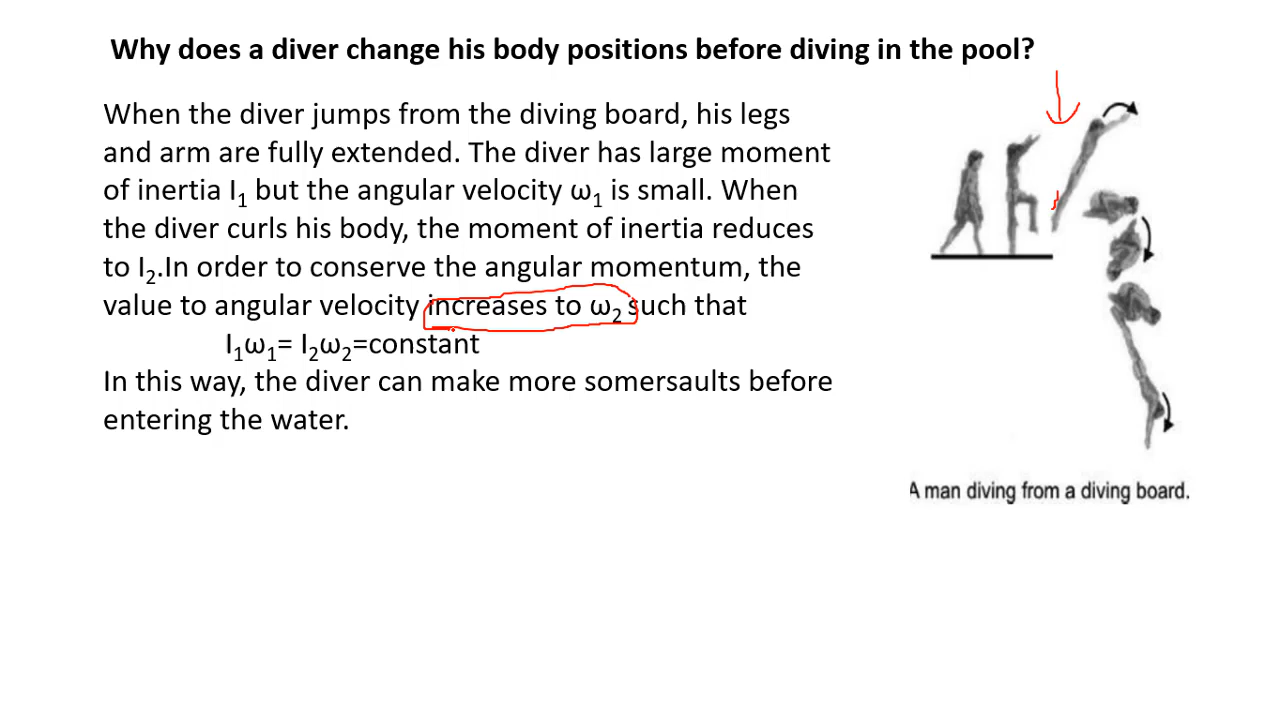 Why does a diver change his body positions before diving in the pool?
When the diver jumps from the diving board, his legs
and arm are fully extended. The diver has large moment
of inertia I₁ but the angular velocity ω₁ is small. When
the diver curls his body, the moment of inertia reduces
to I₂.In order to conserve the angular momentum, the
value to angular velocity increases to ω₂ such that
I₁ω₁= I₂ω₂=constant
In this way, the diver can make more somersaults before
entering the water.
A man diving from a diving board.